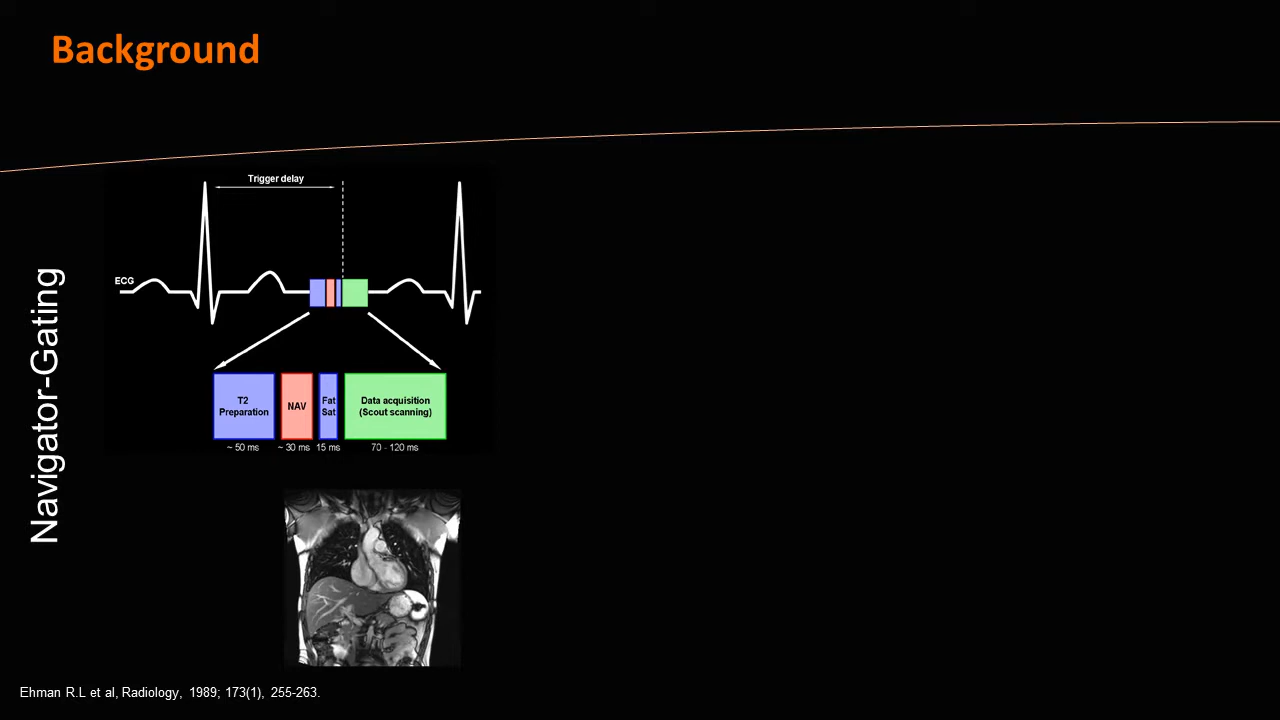 Background
Trigger delay
ECG
Navigator-Gating
T2
Preparation
NAV
Fat
Sat
Data acquisition
(Scout scanning)
~ 50 ms
~ 30 ms
15 ms
70 - 120 ms
Ehman R.L et al, Radiology, 1989; 173(1), 255-263.